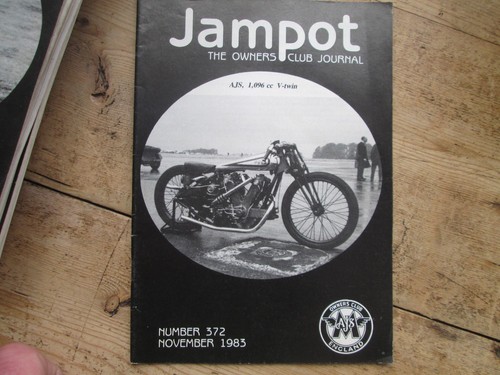 Jampot
THE OWNERS CLUB JOURNAL
AJS, 1,096 cc V-twin
NUMBER 372
NOVEMBER 1983
OWNERS CLUB
AJS
ENGLAND